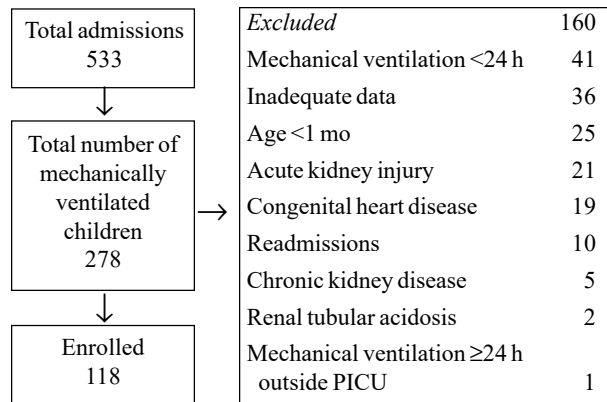 Total admissions
533
Total number of
mechanically
ventilated
children
278
Enrolled
118
Excluded 160
Mechanical ventilation <24 h 41
Inadequate data 36
Age <1 mo 25
Acute kidney injury 21
Congenital heart disease 19
Readmissions 10
Chronic kidney disease 5
Renal tubular acidosis 2
Mechanical ventilation ≥24 h
outside PICU 1